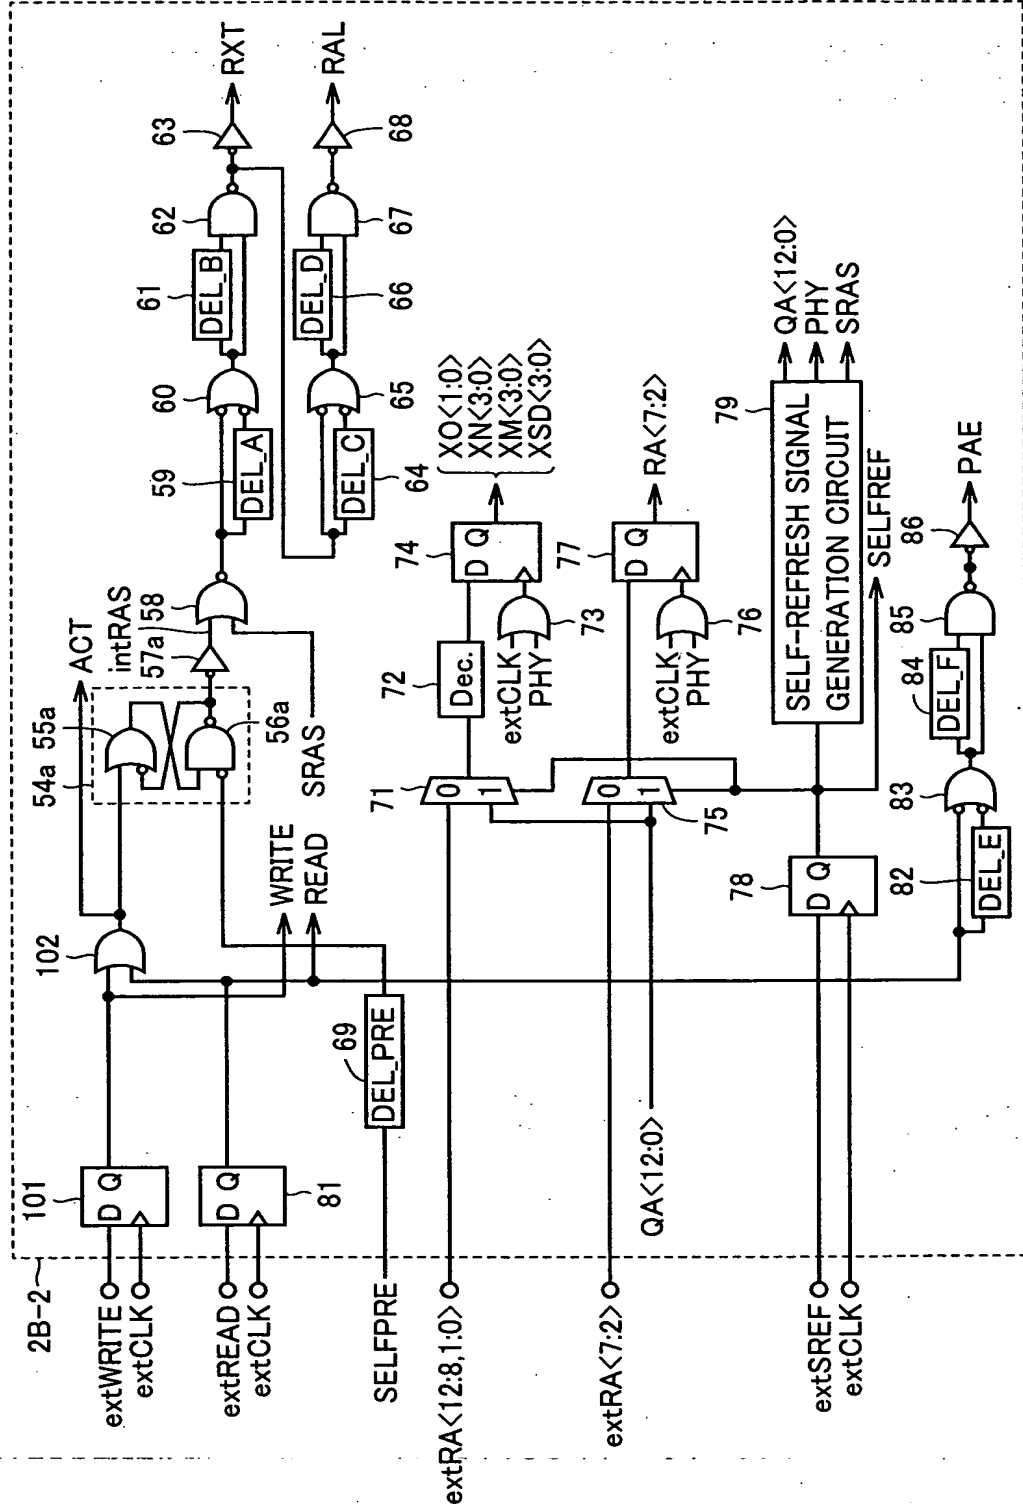 2B-2
extWRITE
extCLK
101
D Q
102
ACT
54a 55a
56a
intRAS
57a
58
SRAS
59
DEL_A
60
61
DEL_B
62
63
RXT
extREAD
extCLK
81
D Q
WRITE
READ
64
DEL_C
65
66
DEL_D
67
68
RAL
SELFPRE
69
DEL_PRE
extRA<12:8,1:0>
71
0
1
72
Dec.
extCLK
PHY
73
74
D Q
XO<1:0>
XN<3:0>
XM<3:0>
XSD<3:0>
extRA<7:2>
QA<12:0>
0
1
75
extCLK
PHY
76
77
D Q
RA<7:2>
extSREF
extCLK
78
D Q
79
SELF-REFRESH SIGNAL
GENERATION CIRCUIT
QA<12:0>
PHY
SRAS
SELFREF
82
DEL_E
83
84
DEL_F
85
86
PAE